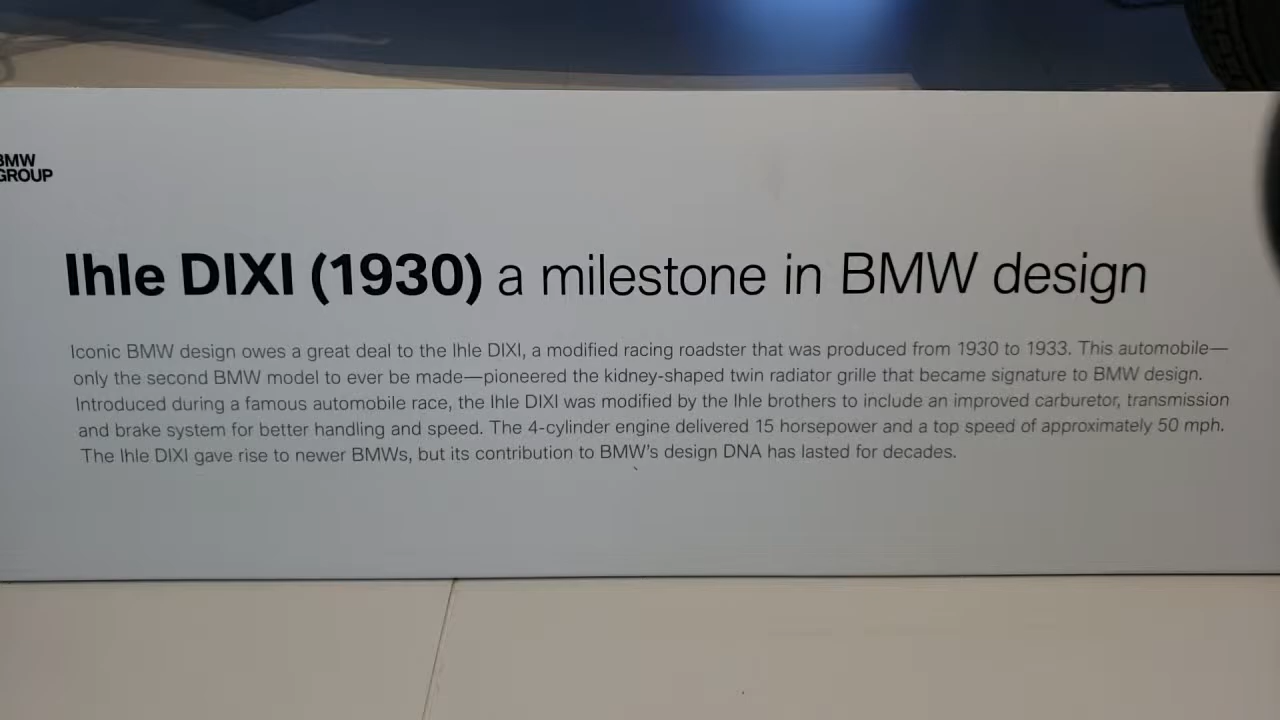 BMW
GROUP
Ihle DIXI (1930) a milestone in BMW design
Iconic BMW design owes a great deal to the Ihle DIXI, a modified racing roadster that was produced from 1930 to 1933. This automobile—
only the second BMW model to ever be made—pioneered the kidney-shaped twin radiator grille that became signature to BMW design.
Introduced during a famous automobile race, the Ihle DIXI was modified by the Ihle brothers to include an improved carburetor, transmission
and brake system for better handling and speed. The 4-cylinder engine delivered 15 horsepower and a top speed of approximately 50 mph.
The Ihle DIXI gave rise to newer BMWs, but its contribution to BMW's design DNA has lasted for decades.